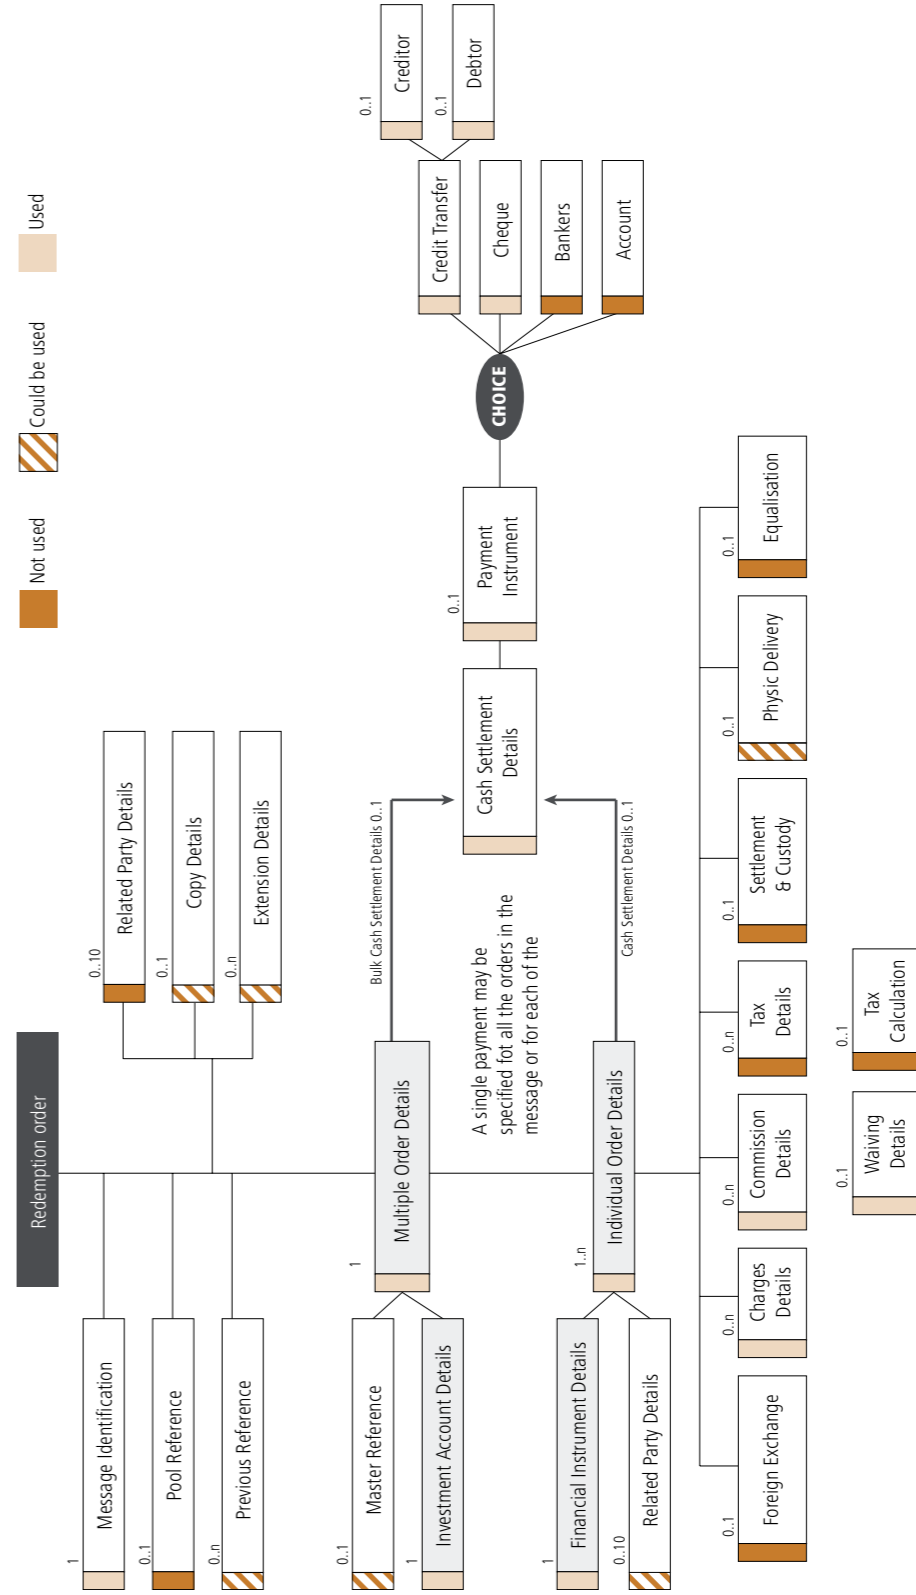 Not used
Could be used
Used
Redemption order
1
Message Identification
0..1
Pool Reference
0..n
Previous Reference
0..10
Related Party Details
0..1
Copy Details
0..n
Extension Details
1
Multiple Order Details
0..1
Master Reference
1
Investment Account Details
Bulk Cash Settlement Details 0..1
A single payment may be
specified fot all the orders in the
message or for each of the
Cash Settlement Details 0..1
Cash Settlement
Details
0..1
Payment
Instrument
CHOICE
Credit Transfer
Cheque
Bankers
Account
0..1
Creditor
0..1
Debtor
1..n
Individual Order Details
1
Financial Instrument Details
0..10
Related Party Details
0..1
Foreign Exchange
0..n
Charges
Details
0..n
Commission
Details
0..n
Tax
Details
0..1
Settlement
& Custody
0..1
Physic Delivery
0..1
Equalisation
0..1
Waiving
Details
0..1
Tax
Calculation